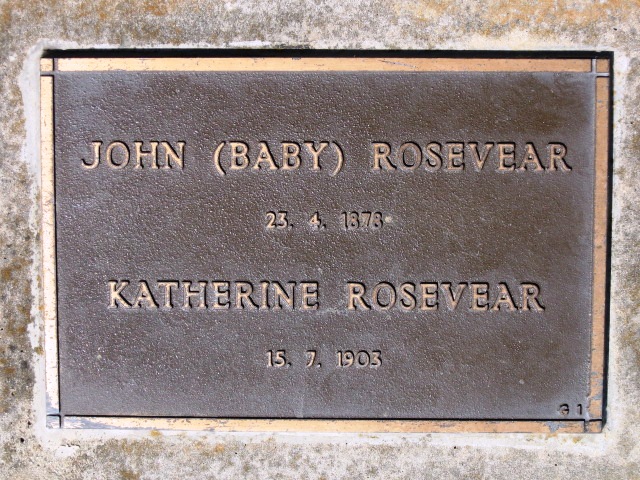 JOHN (BABY) ROSEVEAR
23. 4. 1878
KATHERINE ROSEVEAR
15. 7. 1903
G 1